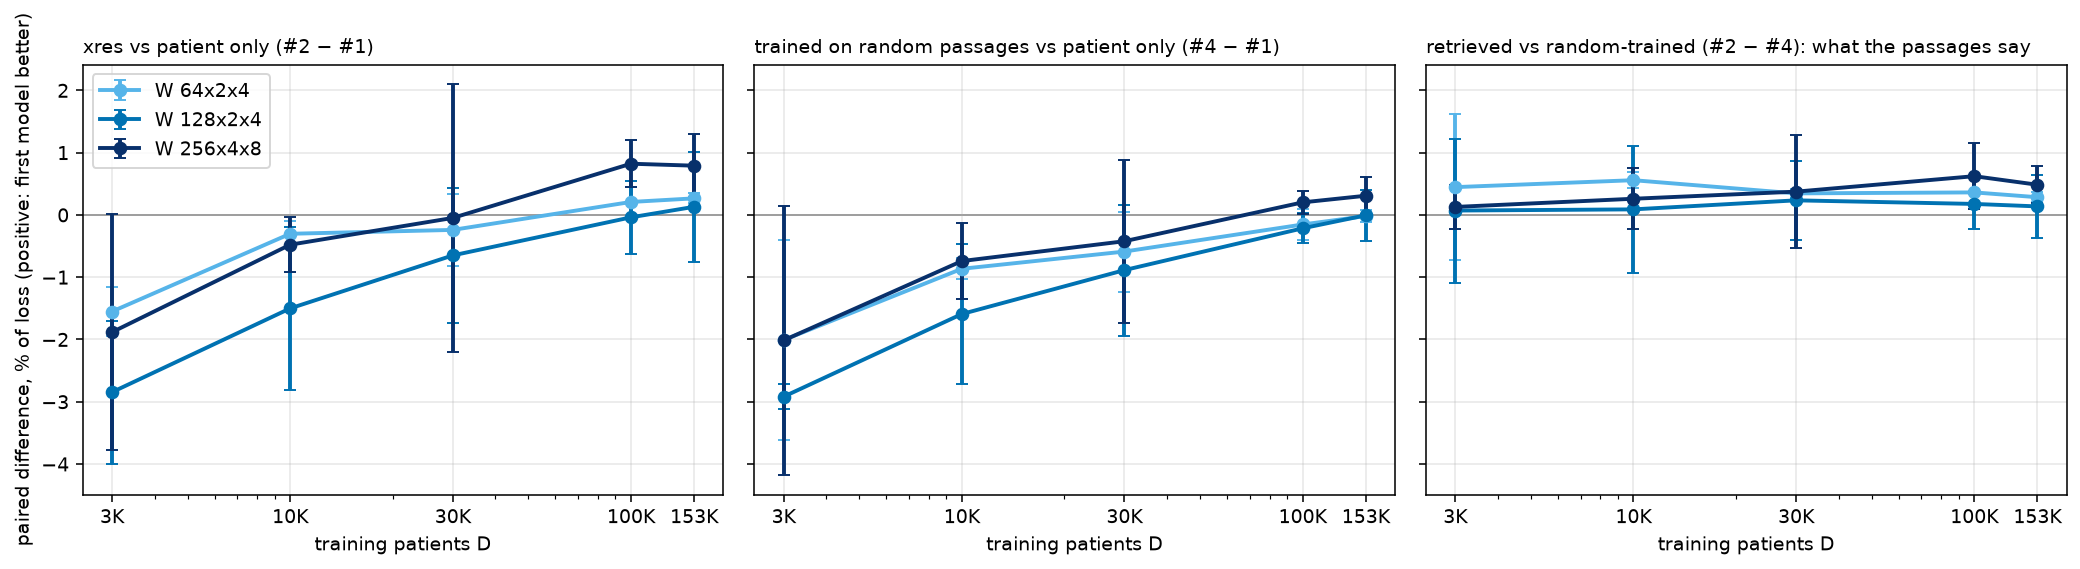 paired difference, % of loss (positive: first model better)
xres vs patient only (#2 − #1)
2
1
0
−1
−2
−3
−4
W 64x2x4
W 128x2x4
W 256x4x8
3K 10K 30K 100K 153K
training patients D
trained on random passages vs patient only (#4 − #1)
3K 10K 30K 100K 153K
training patients D
retrieved vs random-trained (#2 − #4): what the passages say
3K 10K 30K 100K 153K
training patients D